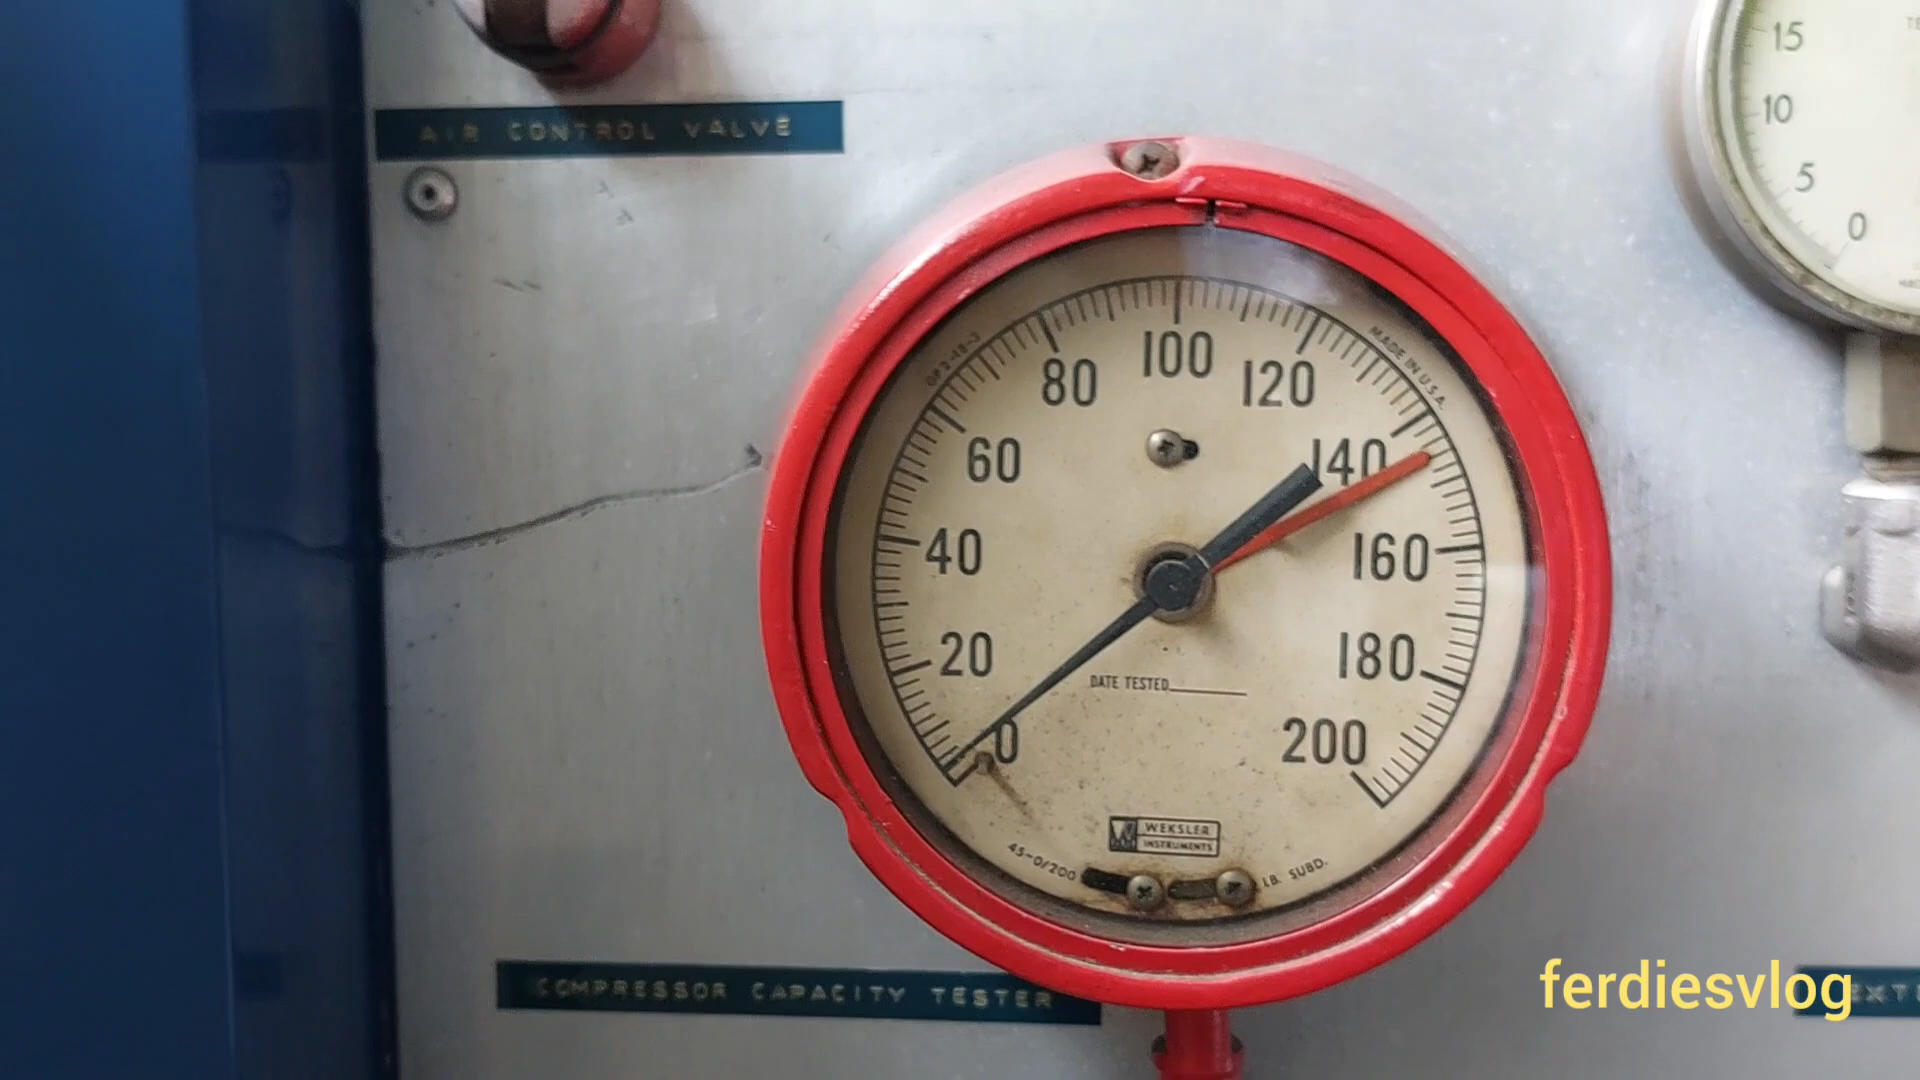 AIR CONTROL VALVE
15
10
5
0
MADE IN U.S.A.
0
20
40
60
80
100
120
140
160
180
200
DATE TESTED
WEKSLER
INSTRUMENTS
45-0/200
LB. SUBD.
COMPRESSOR CAPACITY TESTER
ferdiesvlog